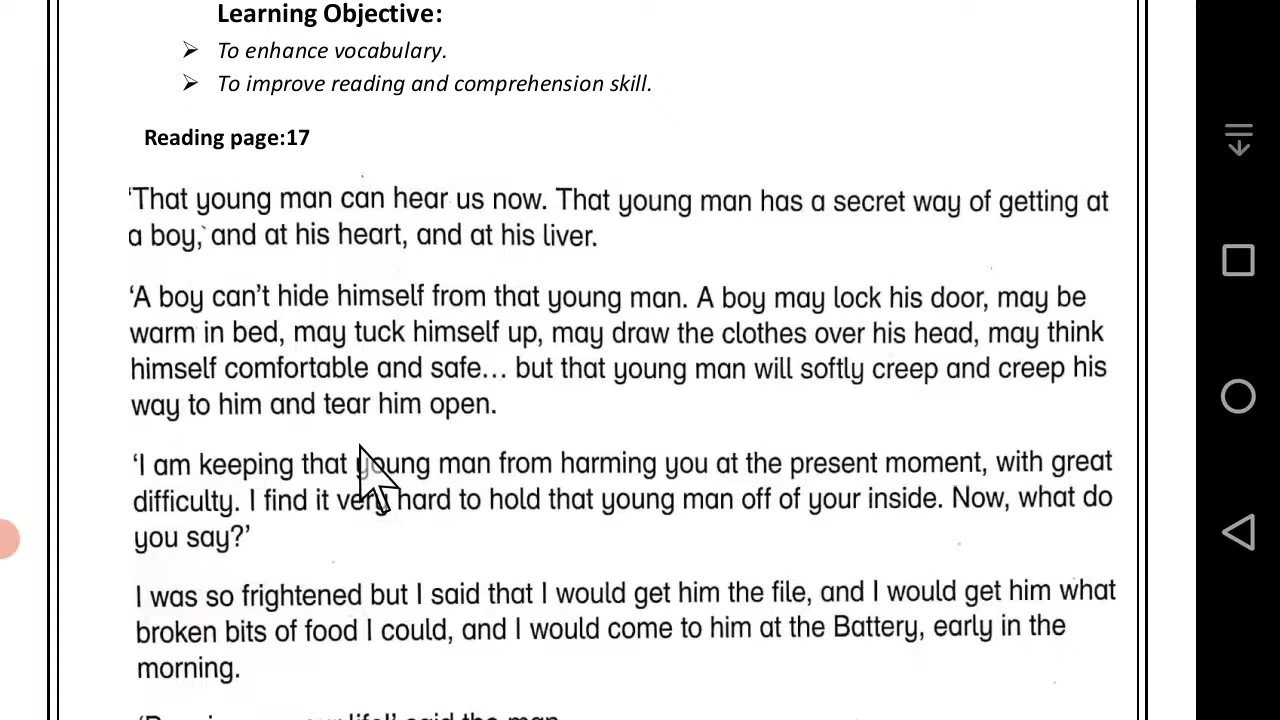 Learning Objective:
➢ To enhance vocabulary.
➢ To improve reading and comprehension skill.
Reading page:17
‘That young man can hear us now. That young man has a secret way of getting at
a boy, and at his heart, and at his liver.
‘A boy can’t hide himself from that young man. A boy may lock his door, may be
warm in bed, may tuck himself up, may draw the clothes over his head, may think
himself comfortable and safe... but that young man will softly creep and creep his
way to him and tear him open.
‘I am keeping that young man from harming you at the present moment, with great
difficulty. I find it very hard to hold that young man off of your inside. Now, what do
you say?’
I was so frightened but I said that I would get him the file, and I would get him what
broken bits of food I could, and I would come to him at the Battery, early in the
morning.
life!’ said the man